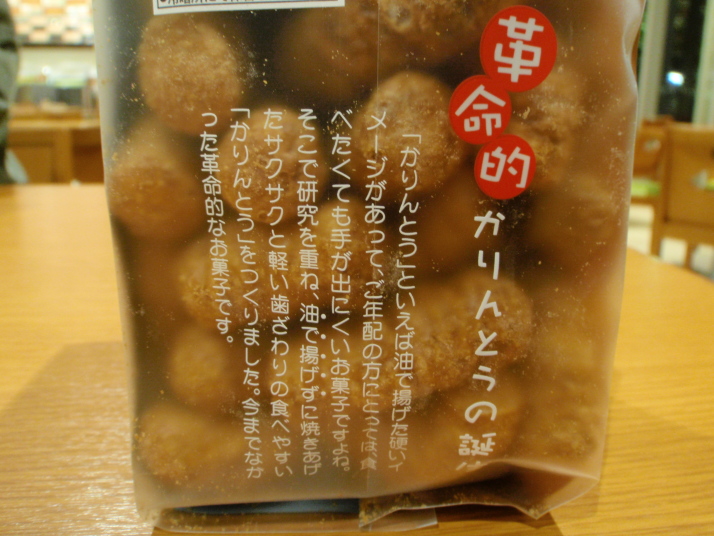 革命的かりんとうの誕
「かりんとう」といえば油で揚げた硬いイ
メージがあって、ご年配の方にとっては、食
べたくても手が出にくいお菓子ですよね。
そこで研究を重ね、油で揚げずに焼きあげ
たサクサクと軽い歯ざわりの食べやすい
「かりんとう」をつくりました。今までなか
った革命的なお菓子です。